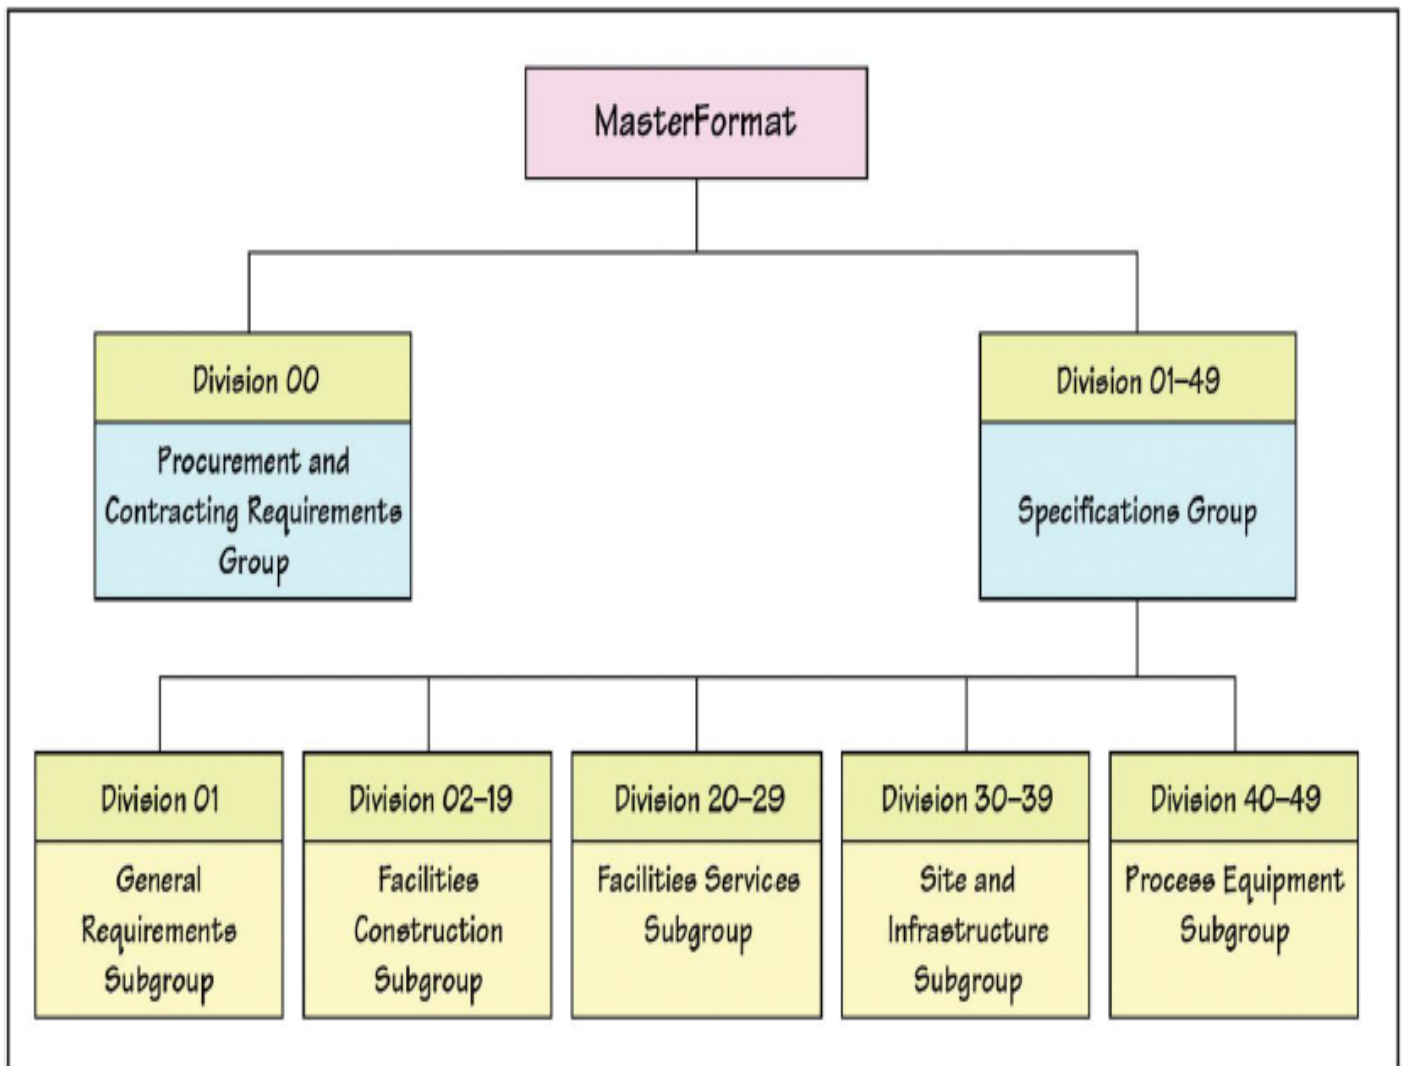 MasterFormat
Division 00
Procurement and
Contracting Requirements
Group
Division 01–49
Specifications Group
Division 01
General
Requirements
Subgroup
Division 02–19
Facilities
Construction
Subgroup
Division 20–29
Facilities Services
Subgroup
Division 30–39
Site and
Infrastructure
Subgroup
Division 40–49
Process Equipment
Subgroup